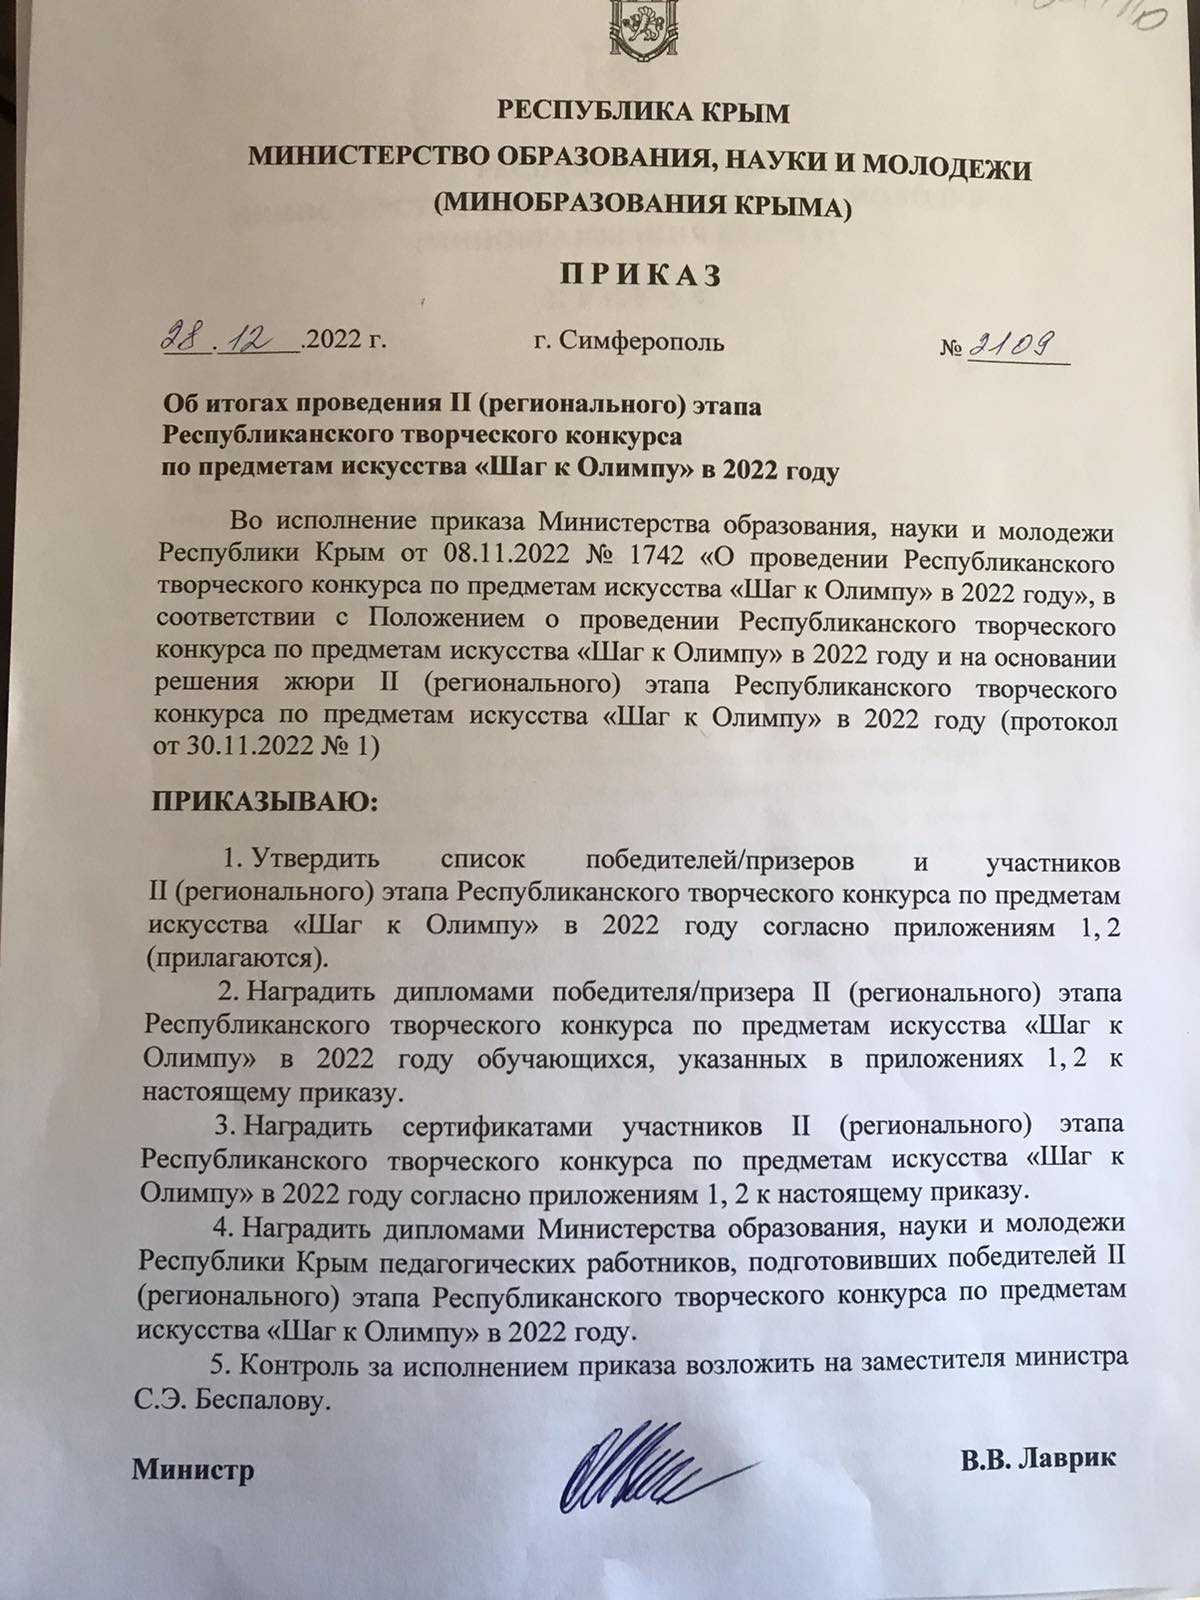 РЕСПУБЛИКА КРЫМ
МИНИСТЕРСТВО ОБРАЗОВАНИЯ, НАУКИ И МОЛОДЕЖИ
(МИНОБРАЗОВАНИЯ КРЫМА)
ПРИКАЗ
28.12.2022 г. г. Симферополь № 2109
Об итогах проведения II (регионального) этапа
Республиканского творческого конкурса
по предметам искусства «Шаг к Олимпу» в 2022 году
Во исполнение приказа Министерства образования, науки и молодежи
Республики Крым от 08.11.2022 № 1742 «О проведении Республиканского
творческого конкурса по предметам искусства «Шаг к Олимпу» в 2022 году», в
соответствии с Положением о проведении Республиканского творческого
конкурса по предметам искусства «Шаг к Олимпу» в 2022 году и на основании
решения жюри II (регионального) этапа Республиканского творческого
конкурса по предметам искусства «Шаг к Олимпу» в 2022 году (протокол
от 30.11.2022 № 1)
ПРИКАЗЫВАЮ:
1. Утвердить список победителей/призеров и участников
II (регионального) этапа Республиканского творческого конкурса по предметам
искусства «Шаг к Олимпу» в 2022 году согласно приложениям 1, 2
(прилагаются).
2. Наградить дипломами победителя/призера II (регионального) этапа
Республиканского творческого конкурса по предметам искусства «Шаг к
Олимпу» в 2022 году обучающихся, указанных в приложениях 1, 2 к
настоящему приказу.
3. Наградить сертификатами участников II (регионального) этапа
Республиканского творческого конкурса по предметам искусства «Шаг к
Олимпу» в 2022 году согласно приложениям 1, 2 к настоящему приказу.
4. Наградить дипломами Министерства образования, науки и молодежи
Республики Крым педагогических работников, подготовивших победителей II
(регионального) этапа Республиканского творческого конкурса по предметам
искусства «Шаг к Олимпу» в 2022 году.
5. Контроль за исполнением приказа возложить на заместителя министра
С.Э. Беспалову.
Министр В.В. Лаврик